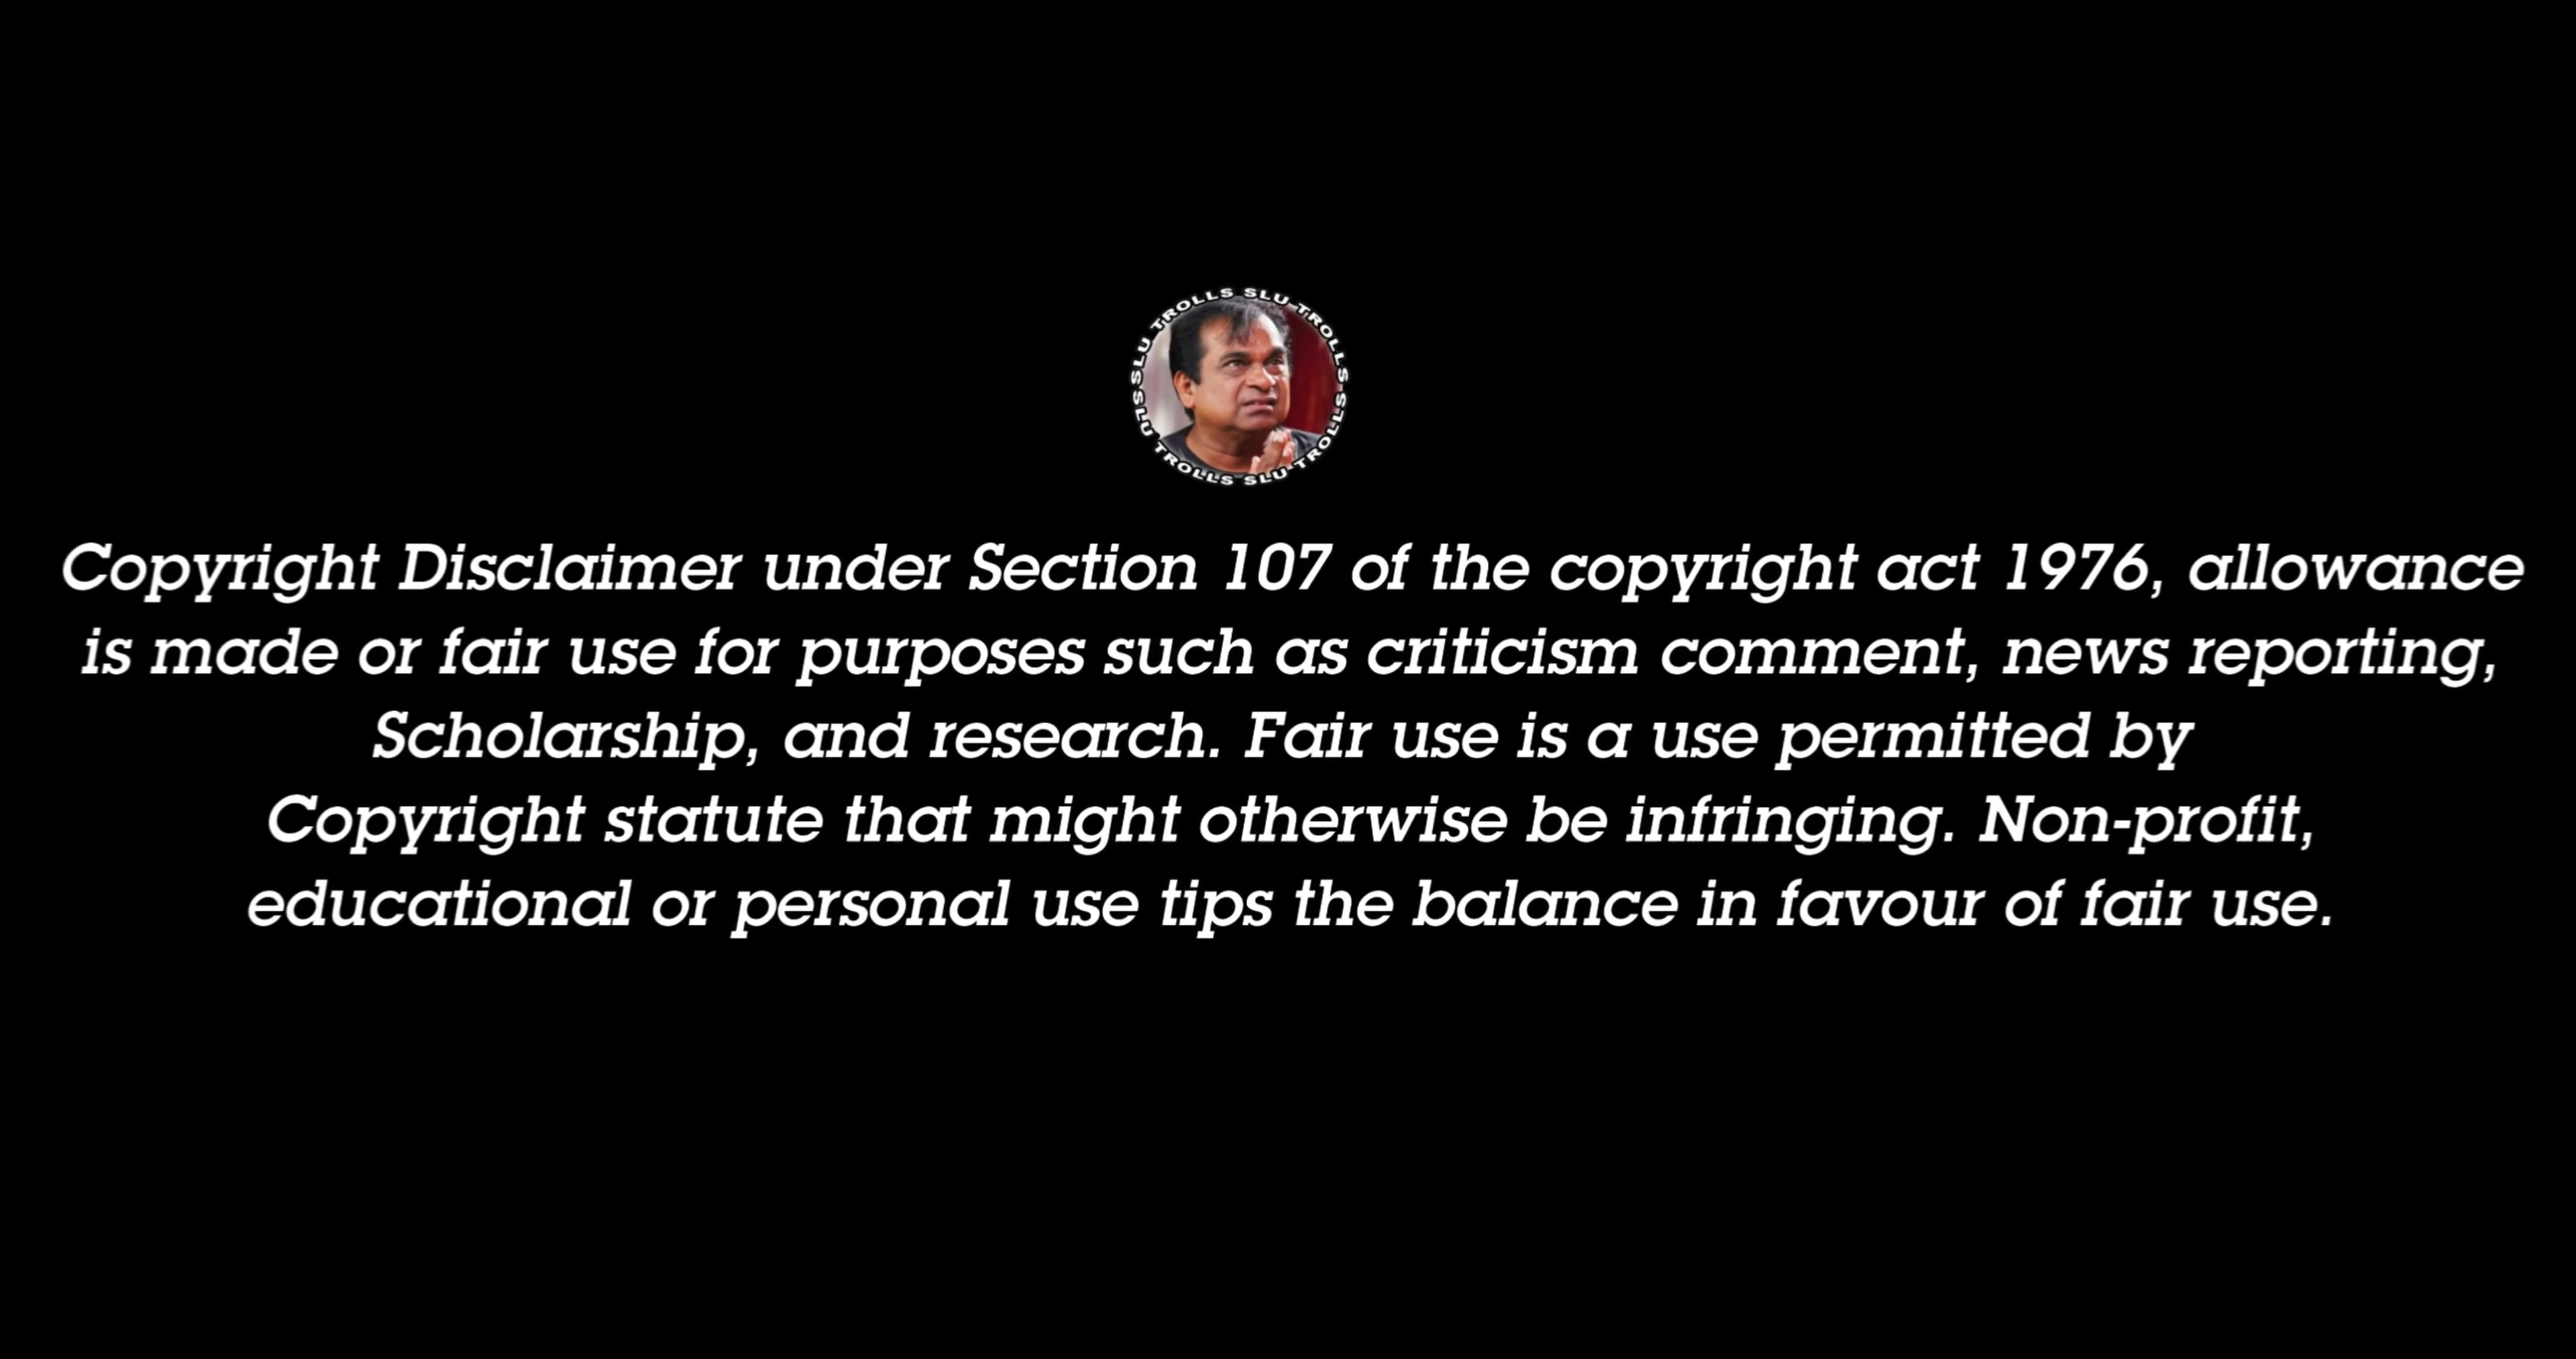 SLU TROLLS SLU TROLLS
SLU TROLLS SLU TROLLS
Copyright Disclaimer under Section 107 of the copyright act 1976, allowance
is made or fair use for purposes such as criticism comment, news reporting,
Scholarship, and research. Fair use is a use permitted by
Copyright statute that might otherwise be infringing. Non-profit,
educational or personal use tips the balance in favour of fair use.